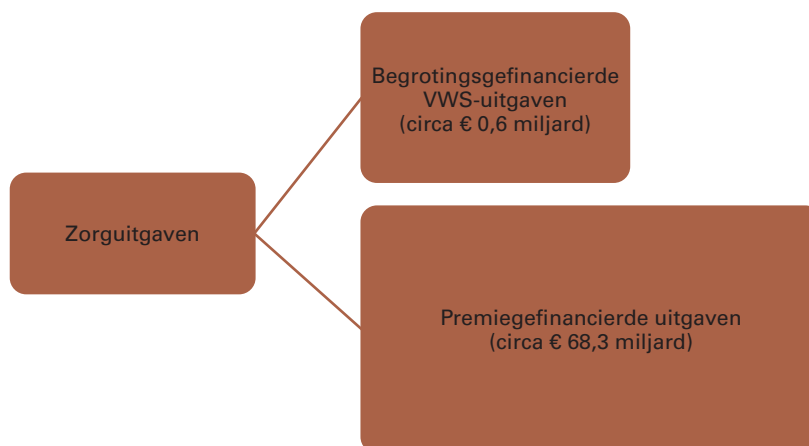 Begrotingsgefinancierde
VWS-uitgaven
(circa € 0,6 miljard)
Zorguitgaven
Premiegefinancierde uitgaven
(circa € 68,3 miljard)